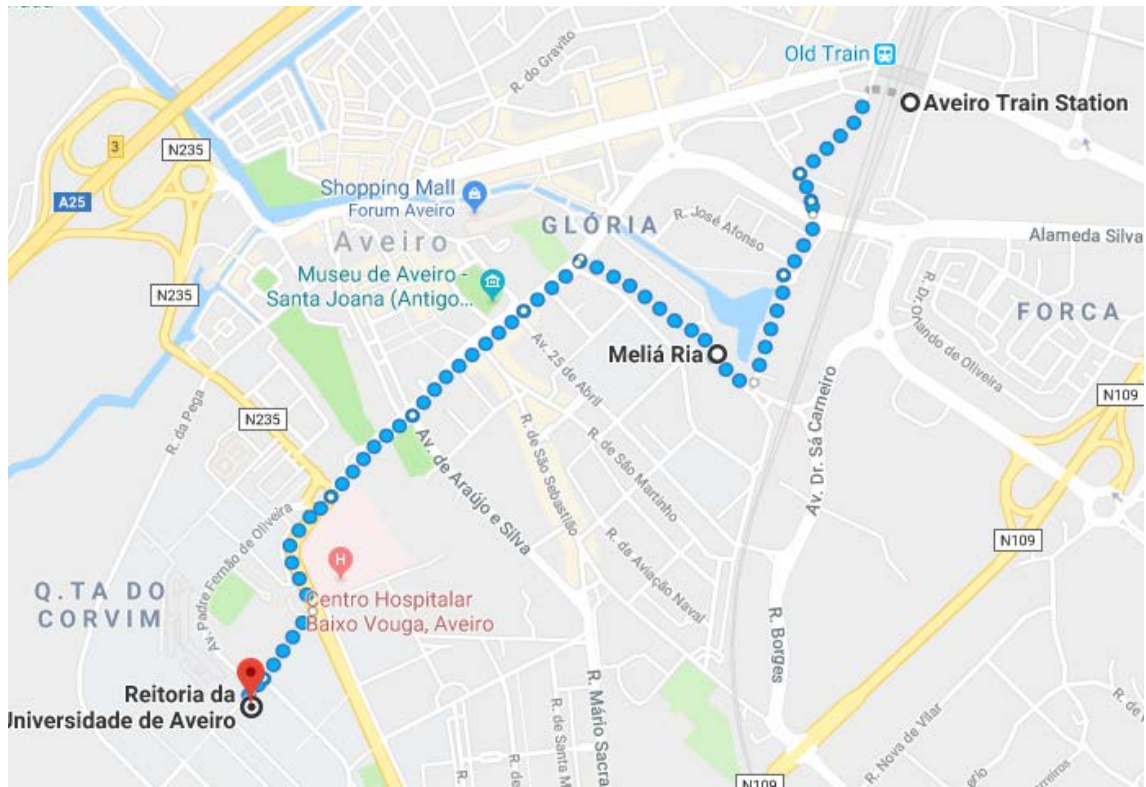 R. do Gravito
Old Train
Aveiro Train Station
3
N235
A25
Shopping Mall
Forum Aveiro
GLÓRIA
R. José Afonso
Alameda Silva
Aveiro
Museu de Aveiro -
Santa Joana (Antigo...
N235
R. Dr. Orlando de Oliveira
FORCA
Meliá Ria
Av. 25 de Abril
R. da Pega
N235
N109
Av. Dr. Sá Carneiro
R. de São Sebastião
R. de São Martinho
Av. de Araújo e Silva
Av. Padre Fernão de Oliveira
N109
R. da Aviação Naval
H
Q.TA DO
CORVIM
Centro Hospitalar
Baixo Vouga, Aveiro
R. Borges
Reitoria da
Universidade de Aveiro
R. Mário Sacra
R. de Santa M
R. de
R.
R. Nova de Vilar
R. de V
N109